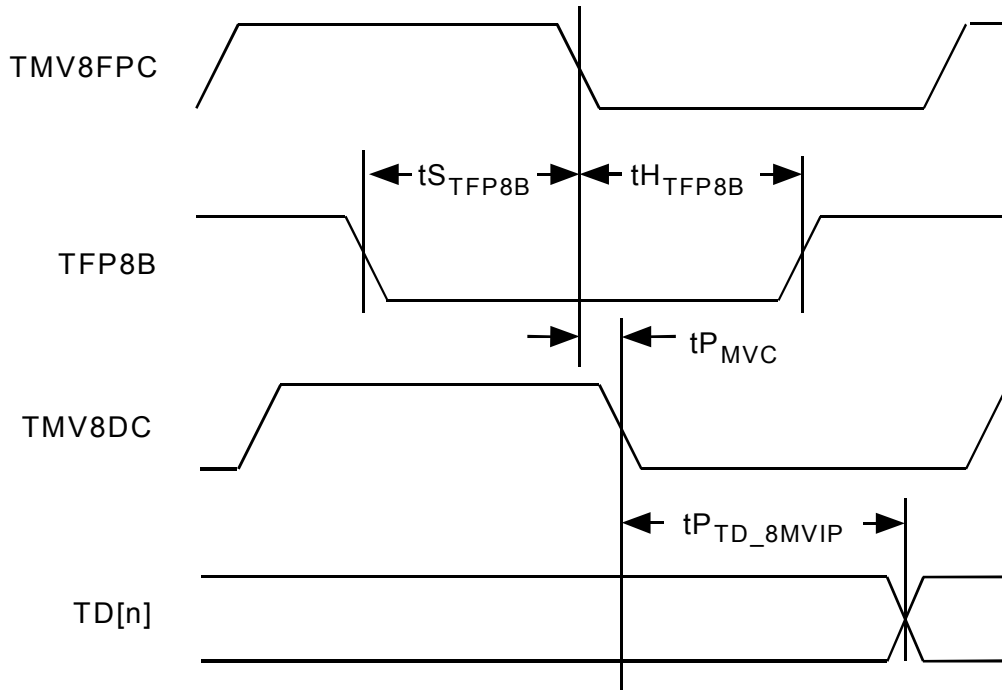 TMV8FPC
tS_TFP8B tH_TFP8B
TFP8B
tP_MVC
TMV8DC
tP_TD_8MVIP
TD[n]